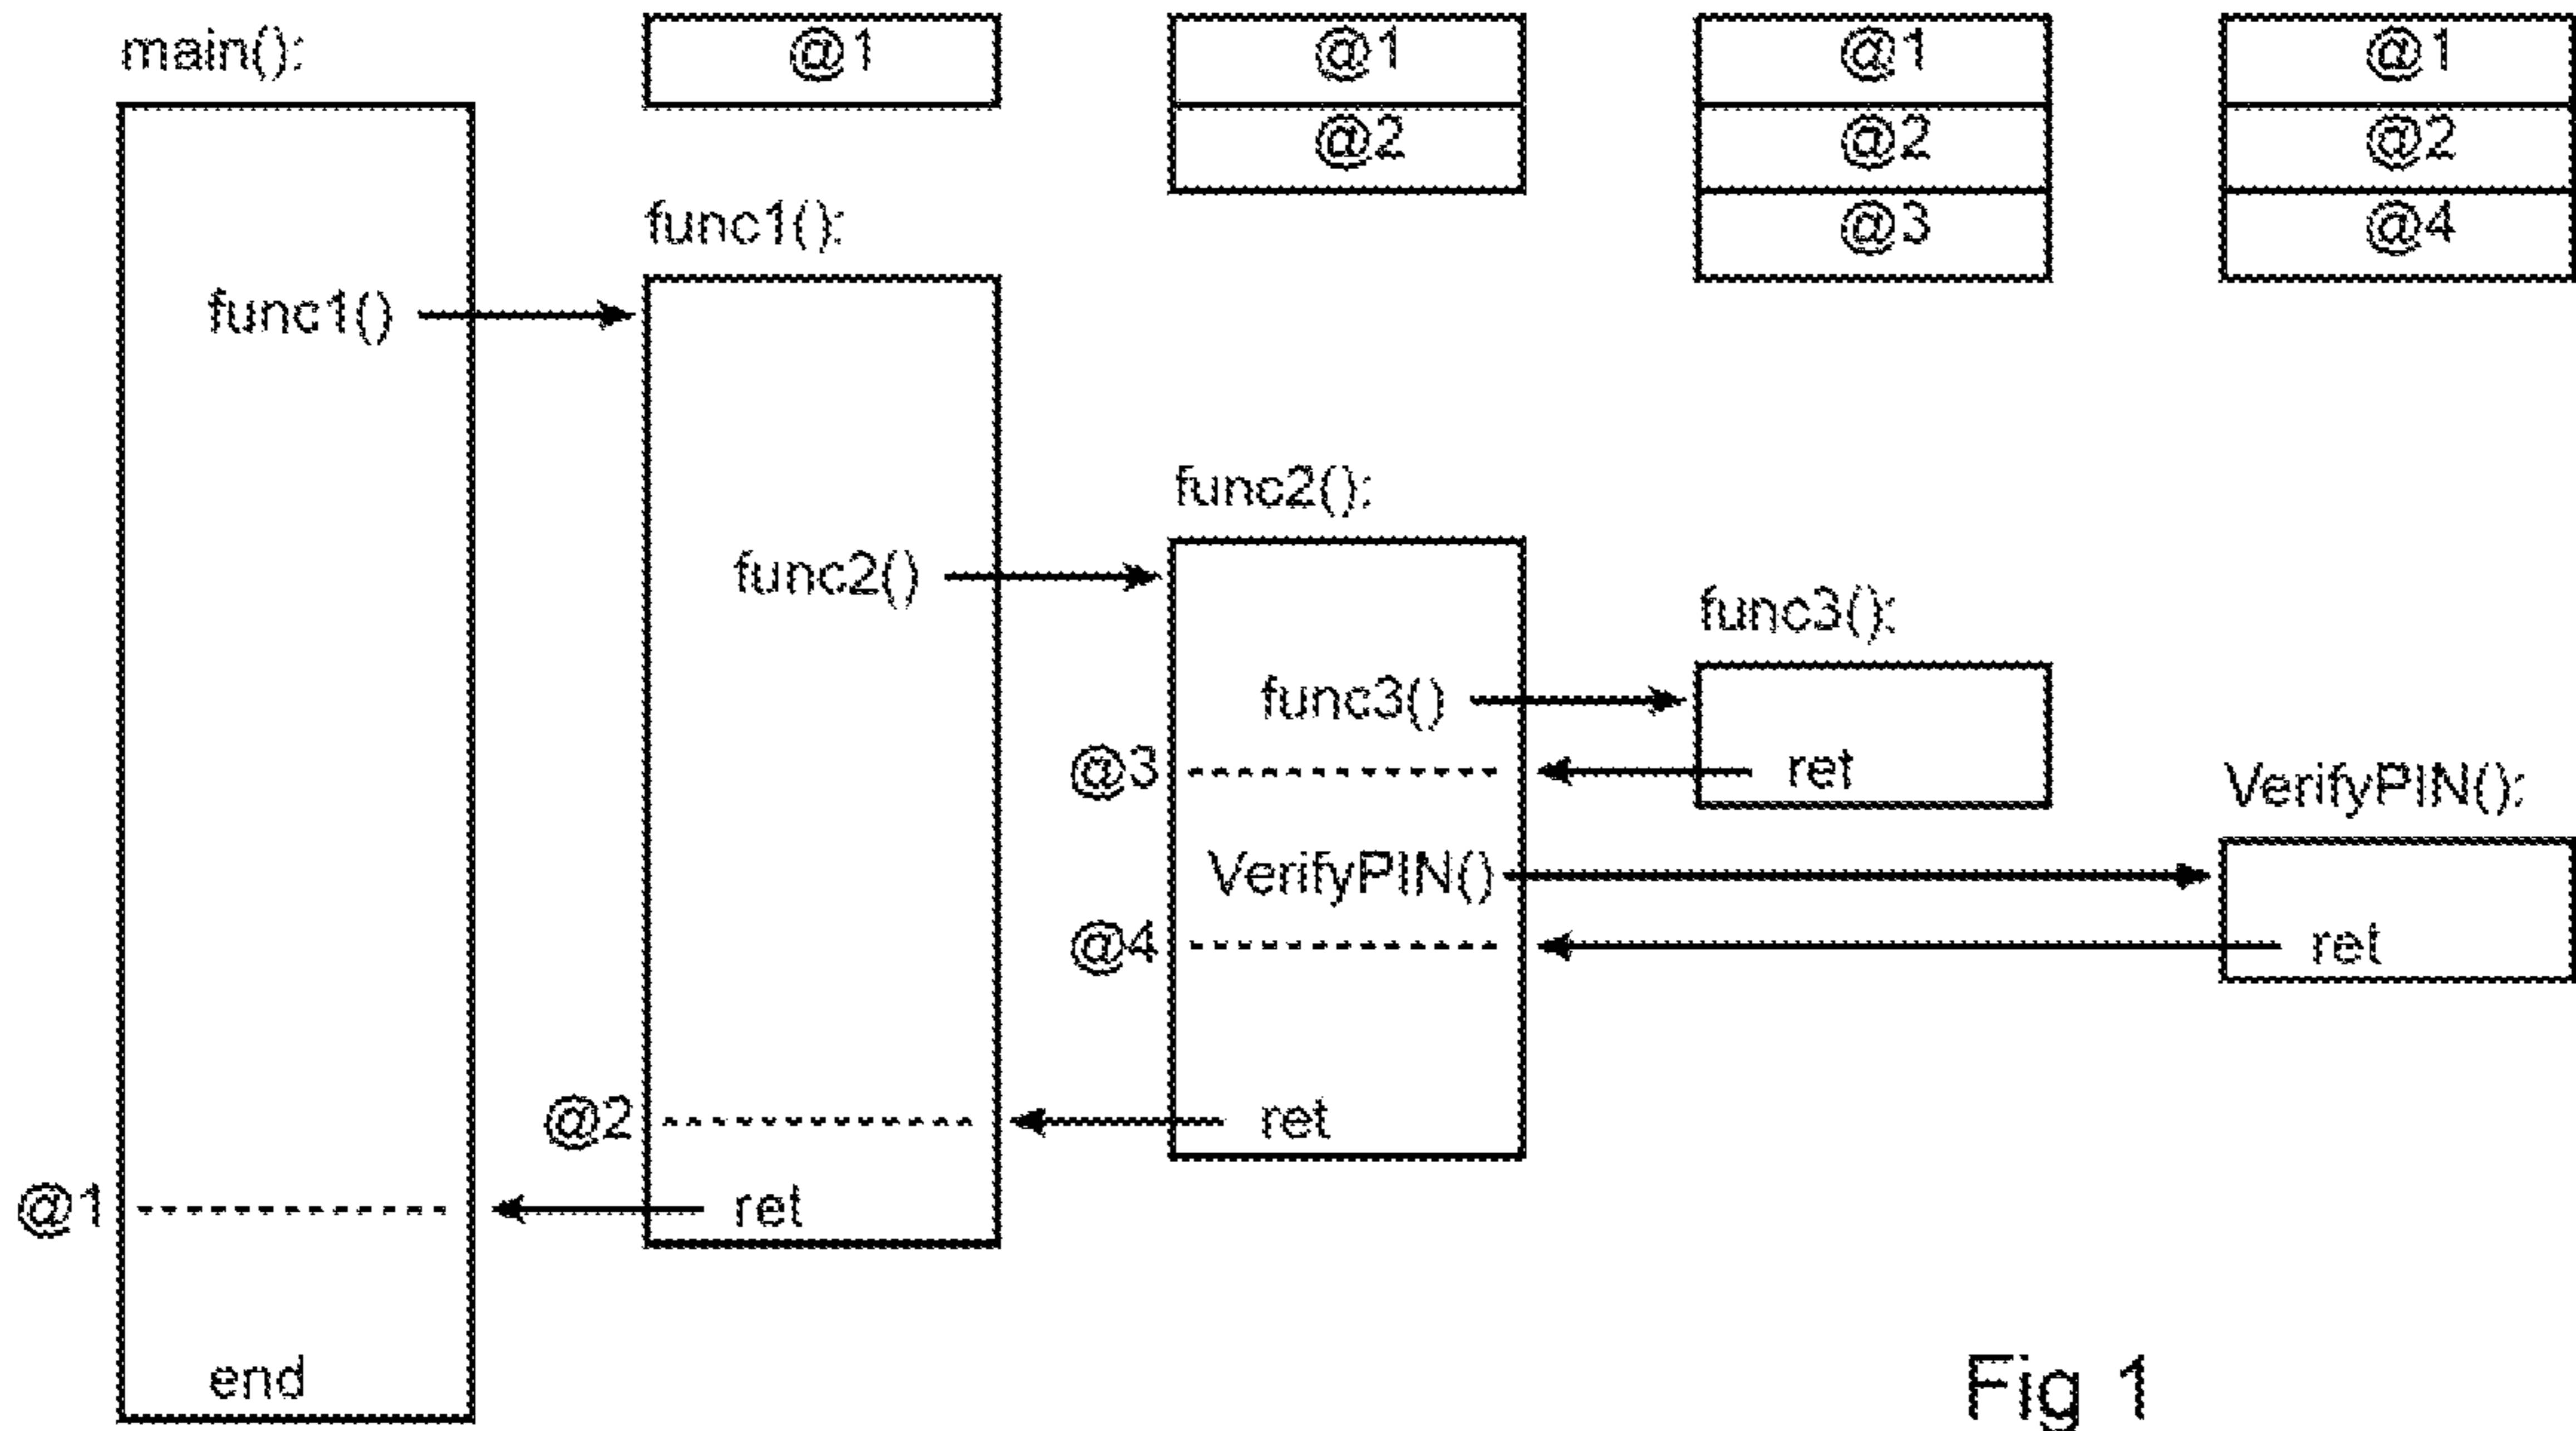 main():
@1
@1
@1
@1
@2
@2
@2
@3
@4
func1():
func1()
func2():
func2()
func3():
func3()
@3
ret
VerifyPIN():
VerifyPIN()
@4
ret
@2
ret
@1
ret
end
Fig 1